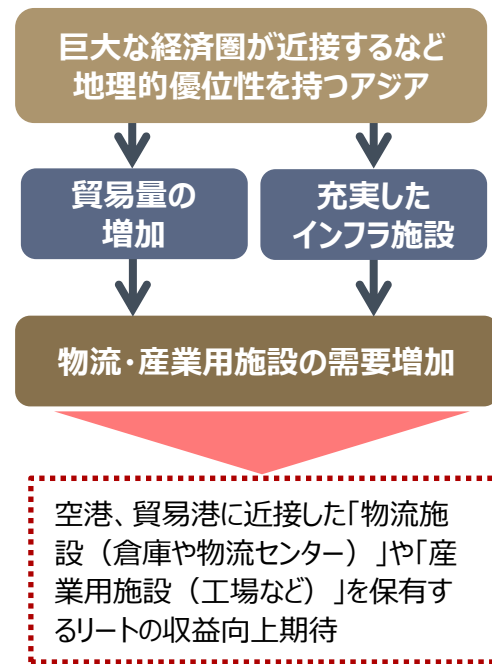 巨大な経済圏が近接するなど
地理的優位性を持つアジア
貿易量の
増加
充実した
インフラ施設
物流・産業用施設の需要増加
空港、貿易港に近接した「物流施
設（倉庫や物流センター）」や「産
業用施設（工場など）」を保有す
るリートの収益向上期待